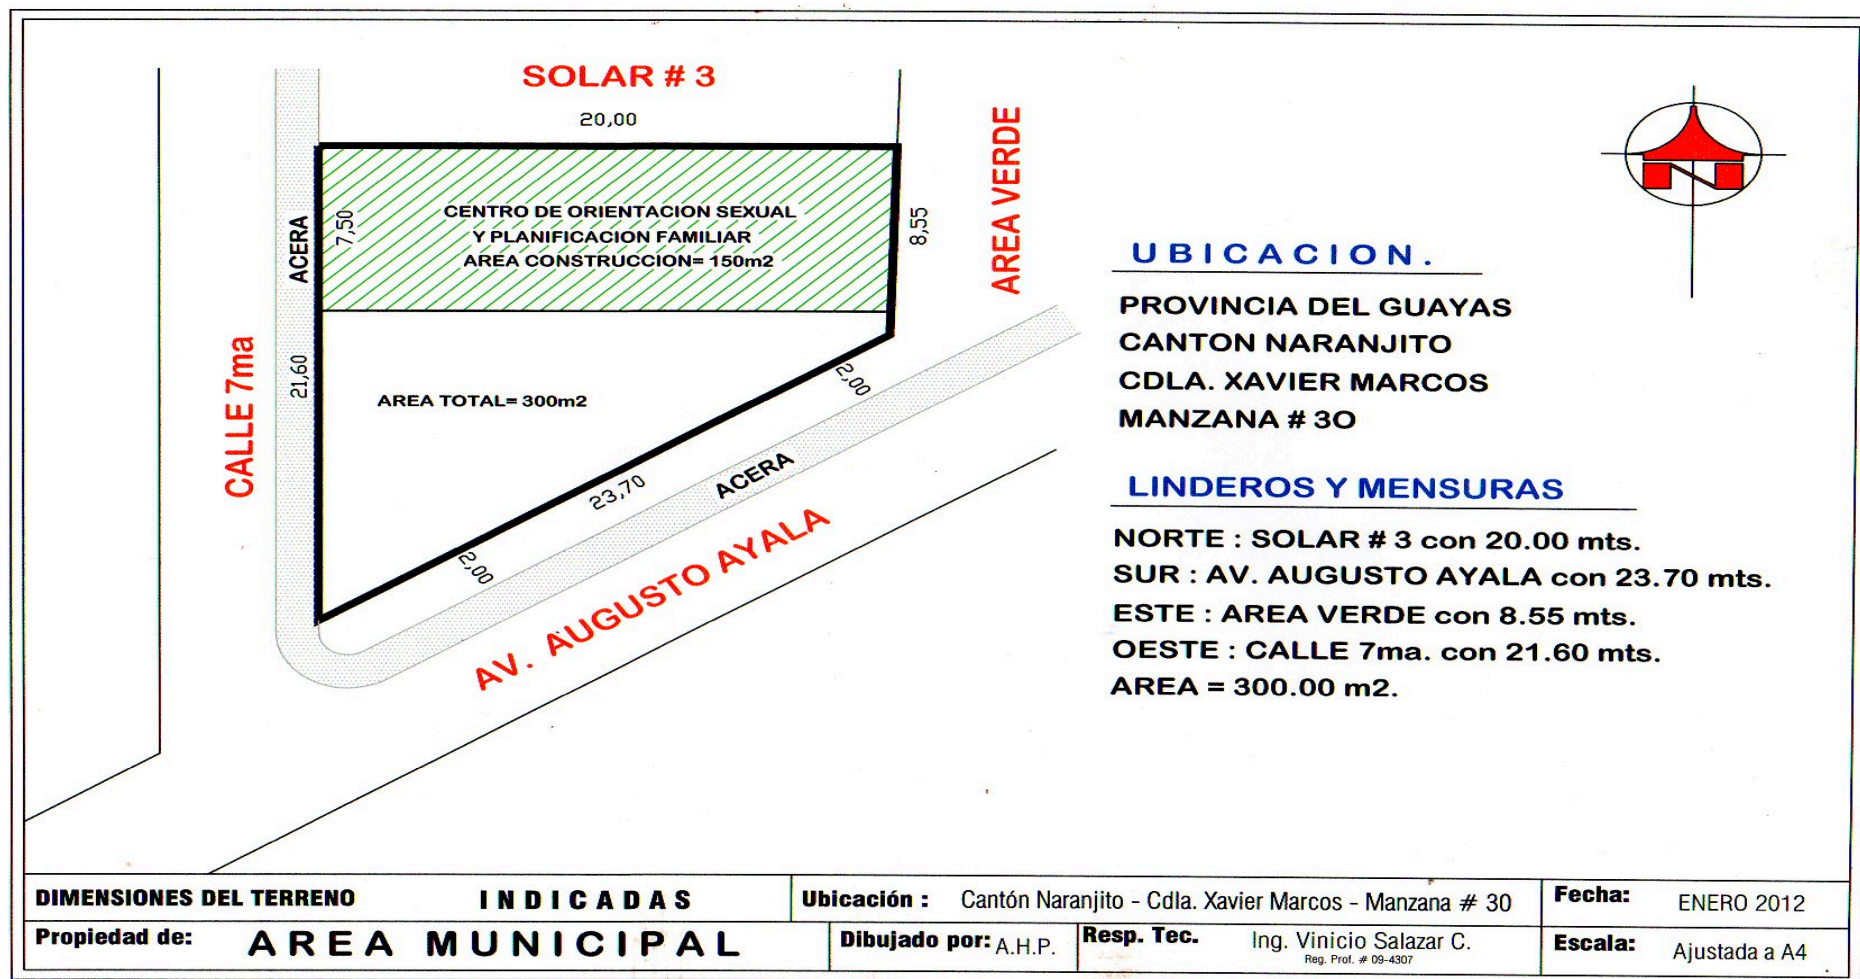 SOLAR # 3
20,00
CENTRO DE ORIENTACION SEXUAL
Y PLANIFICACION FAMILIAR
AREA CONSTRUCCION= 150m2
7,50
8,55
ACERA
AREA VERDE
CALLE 7ma
21,60
AREA TOTAL= 300m2
2,00
23,70
ACERA
2,00
AV. AUGUSTO AYALA
N
UBICACION.
PROVINCIA DEL GUAYAS
CANTON NARANJITO
CDLA. XAVIER MARCOS
MANZANA # 3O
LINDEROS Y MENSURAS
NORTE : SOLAR # 3 con 20.00 mts.
SUR : AV. AUGUSTO AYALA con 23.70 mts.
ESTE : AREA VERDE con 8.55 mts.
OESTE : CALLE 7ma. con 21.60 mts.
AREA = 300.00 m2.
DIMENSIONES DEL TERRENO INDICADAS
Ubicación : Cantón Naranjito - Cdla. Xavier Marcos - Manzana # 30
Fecha: ENERO 2012
Propiedad de: AREA MUNICIPAL
Dibujado por: A.H.P.
Resp. Tec. Ing. Vinicio Salazar C.
Reg. Prof. # 09-4307
Escala: Ajustada a A4